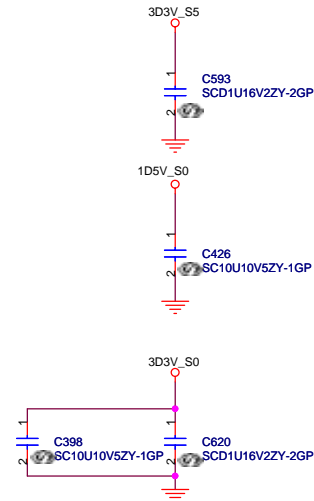 3D3V_S5
1
C593
SCD1U16V2ZY-2GP
2
1D5V_S0
1
C426
SC10U10V5ZY-1GP
2
3D3V_S0
1
1
C398
C620
SC10U10V5ZY-1GP
SCD1U16V2ZY-2GP
2
2